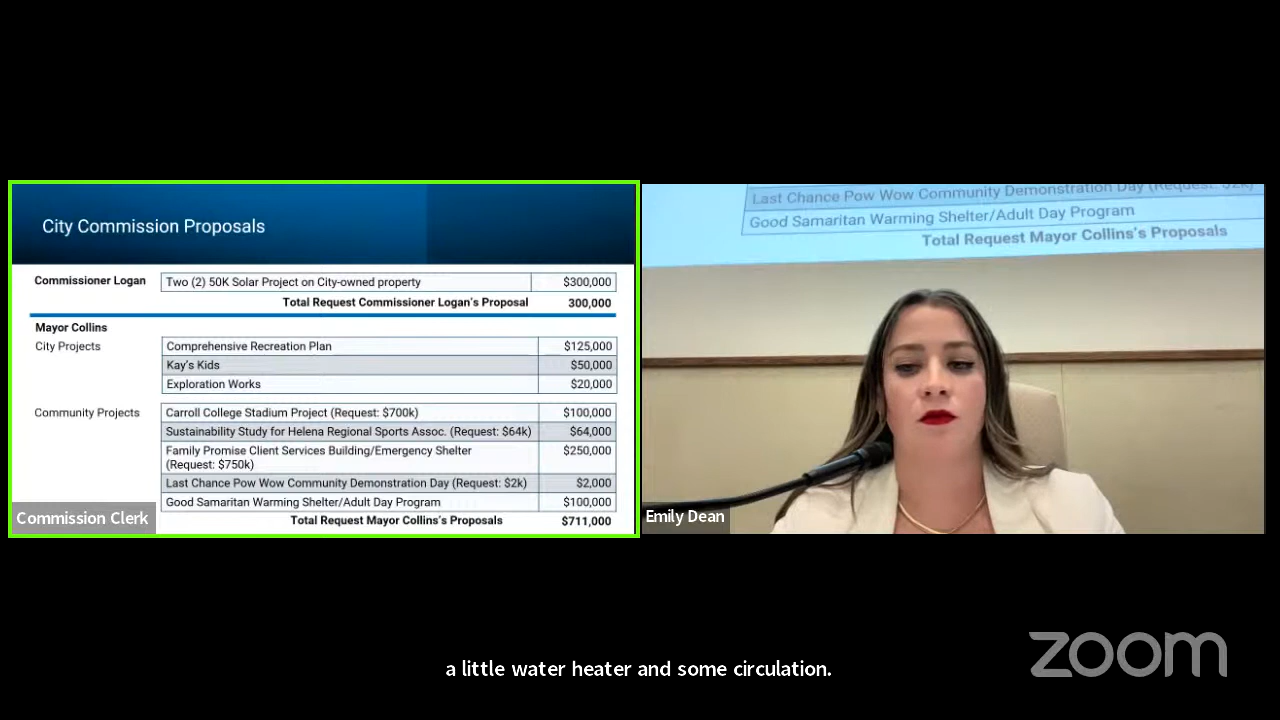 City Commission Proposals
Commissioner Logan
Two (2) 50K Solar Project on City-owned property $300,000
Total Request Commissioner Logan's Proposal 300,000
Mayor Collins
City Projects
Comprehensive Recreation Plan $125,000
Kay's Kids $50,000
Exploration Works $20,000
Community Projects
Carroll College Stadium Project (Request: $700k) $100,000
Sustainability Study for Helena Regional Sports Assoc. (Request: $64k) $64,000
Family Promise Client Services Building/Emergency Shelter
(Request: $750k) $250,000
Last Chance Pow Wow Community Demonstration Day (Request: $2k) $2,000
Good Samaritan Warming Shelter/Adult Day Program $100,000
Total Request Mayor Collins's Proposals $711,000
Commission Clerk
Last Chance Pow Wow Community Demonstration Day (Request: $2k)
Good Samaritan Warming Shelter/Adult Day Program
Total Request Mayor Collins's Proposals
Emily Dean
a little water heater and some circulation.
zoom